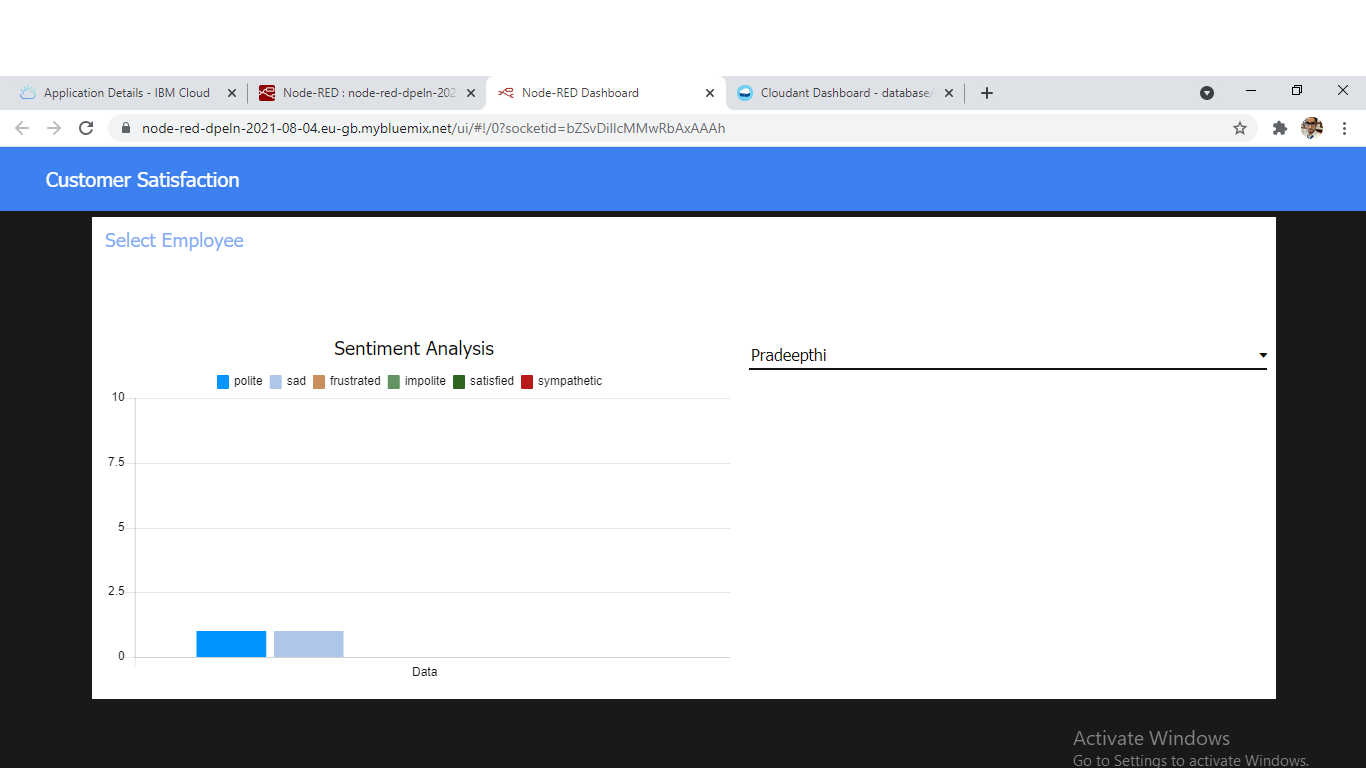 Application Details - IBM Cloud
Node-RED : node-red-dpeln-202
Node-RED Dashboard
Cloudant Dashboard - database/
node-red-dpeln-2021-08-04.eu-gb.mybluemix.net/ui/#!/0?socketid=bZSvDiIlcMMwRbAxAAAh
Customer Satisfaction
Select Employee
Sentiment Analysis
Pradeepthi
polite sad frustrated impolite satisfied sympathetic
10
7.5
5
2.5
0
Data
Activate Windows
Go to Settings to activate Windows.